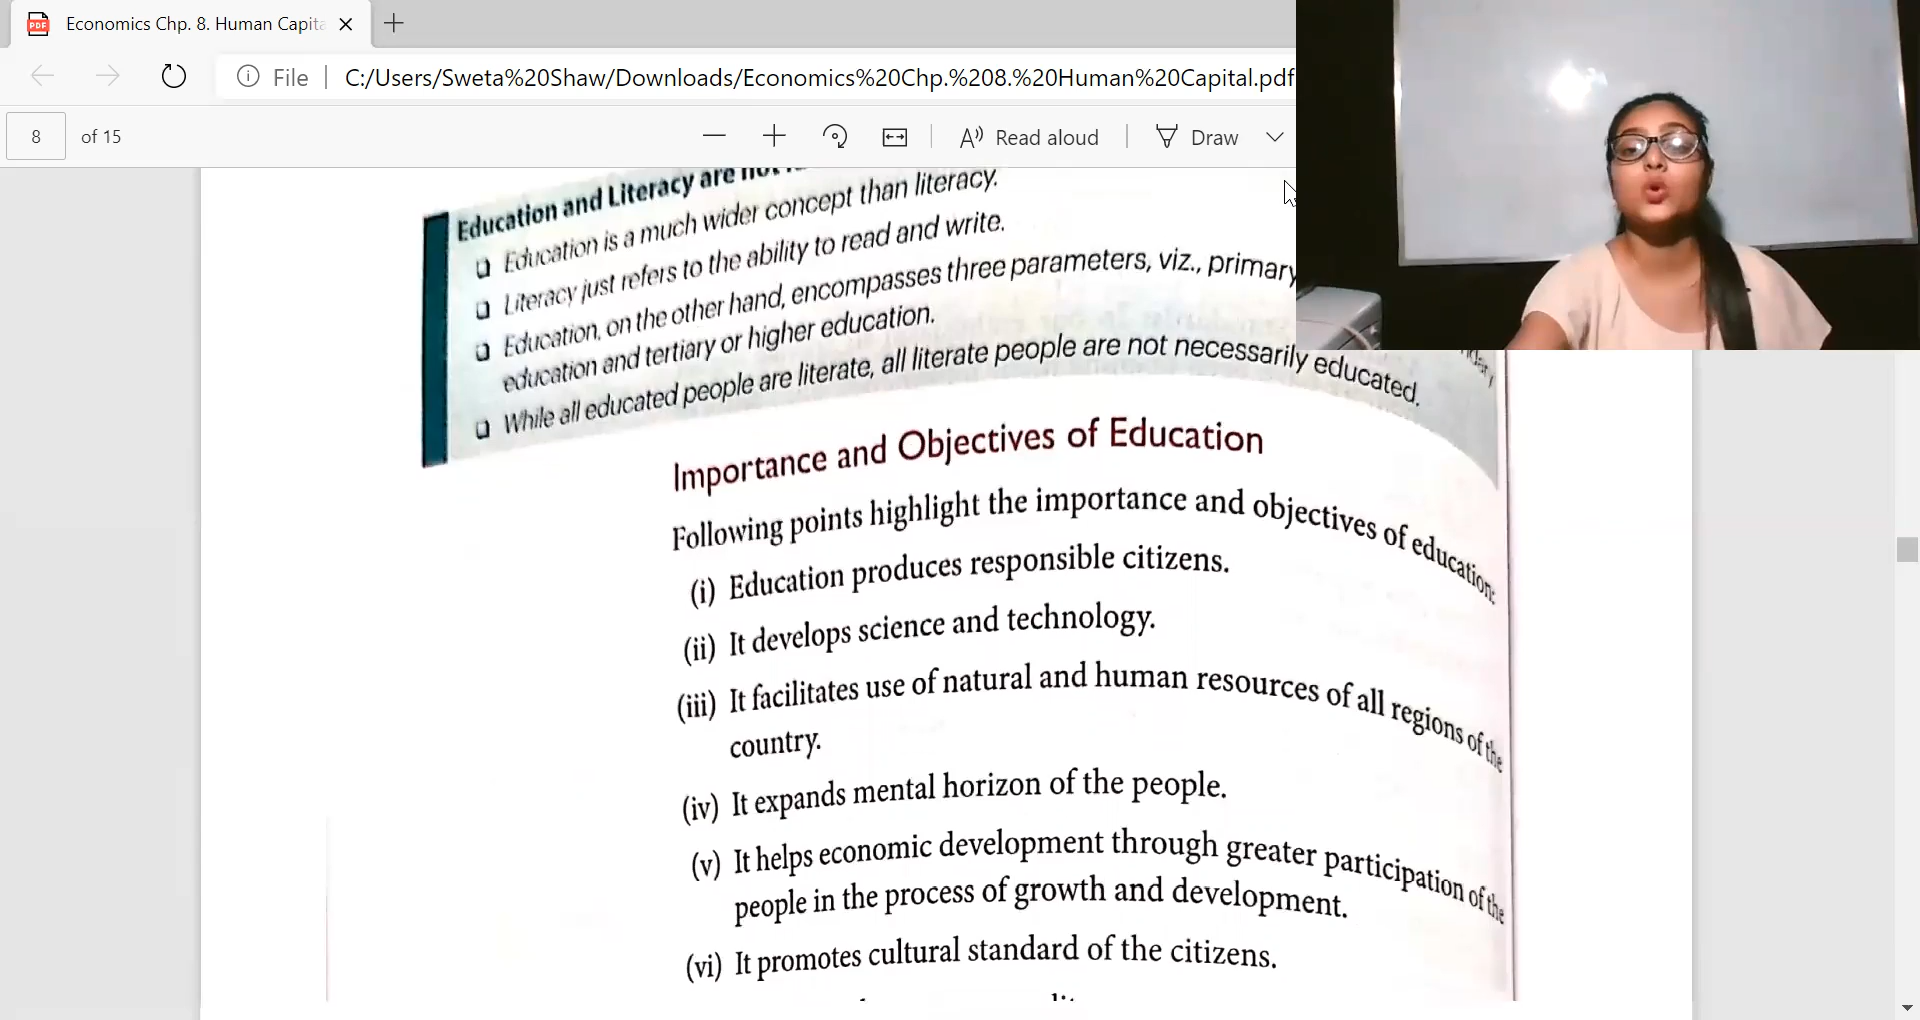 Economics Chp. 8. Human Capita
File
C:/Users/Sweta%20Shaw/Downloads/Economics%20Chp.%208.%20Human%20Capital.pdf
8 of 15
Read aloud
Draw
Education and Literacy are not
❑ Education is a much wider concept than literacy.
❑ Literacy just refers to the ability to read and write.
❑ Education, on the other hand, encompasses three parameters, viz., primary
education and tertiary or higher education.
❑ While all educated people are literate, all literate people are not necessarily educated.
Importance and Objectives of Education
Following points highlight the importance and objectives of education:
(i) Education produces responsible citizens.
(ii) It develops science and technology.
(iii) It facilitates use of natural and human resources of all regions of the
country.
(iv) It expands mental horizon of the people.
(v) It helps economic development through greater participation of the
people in the process of growth and development.
(vi) It promotes cultural standard of the citizens.